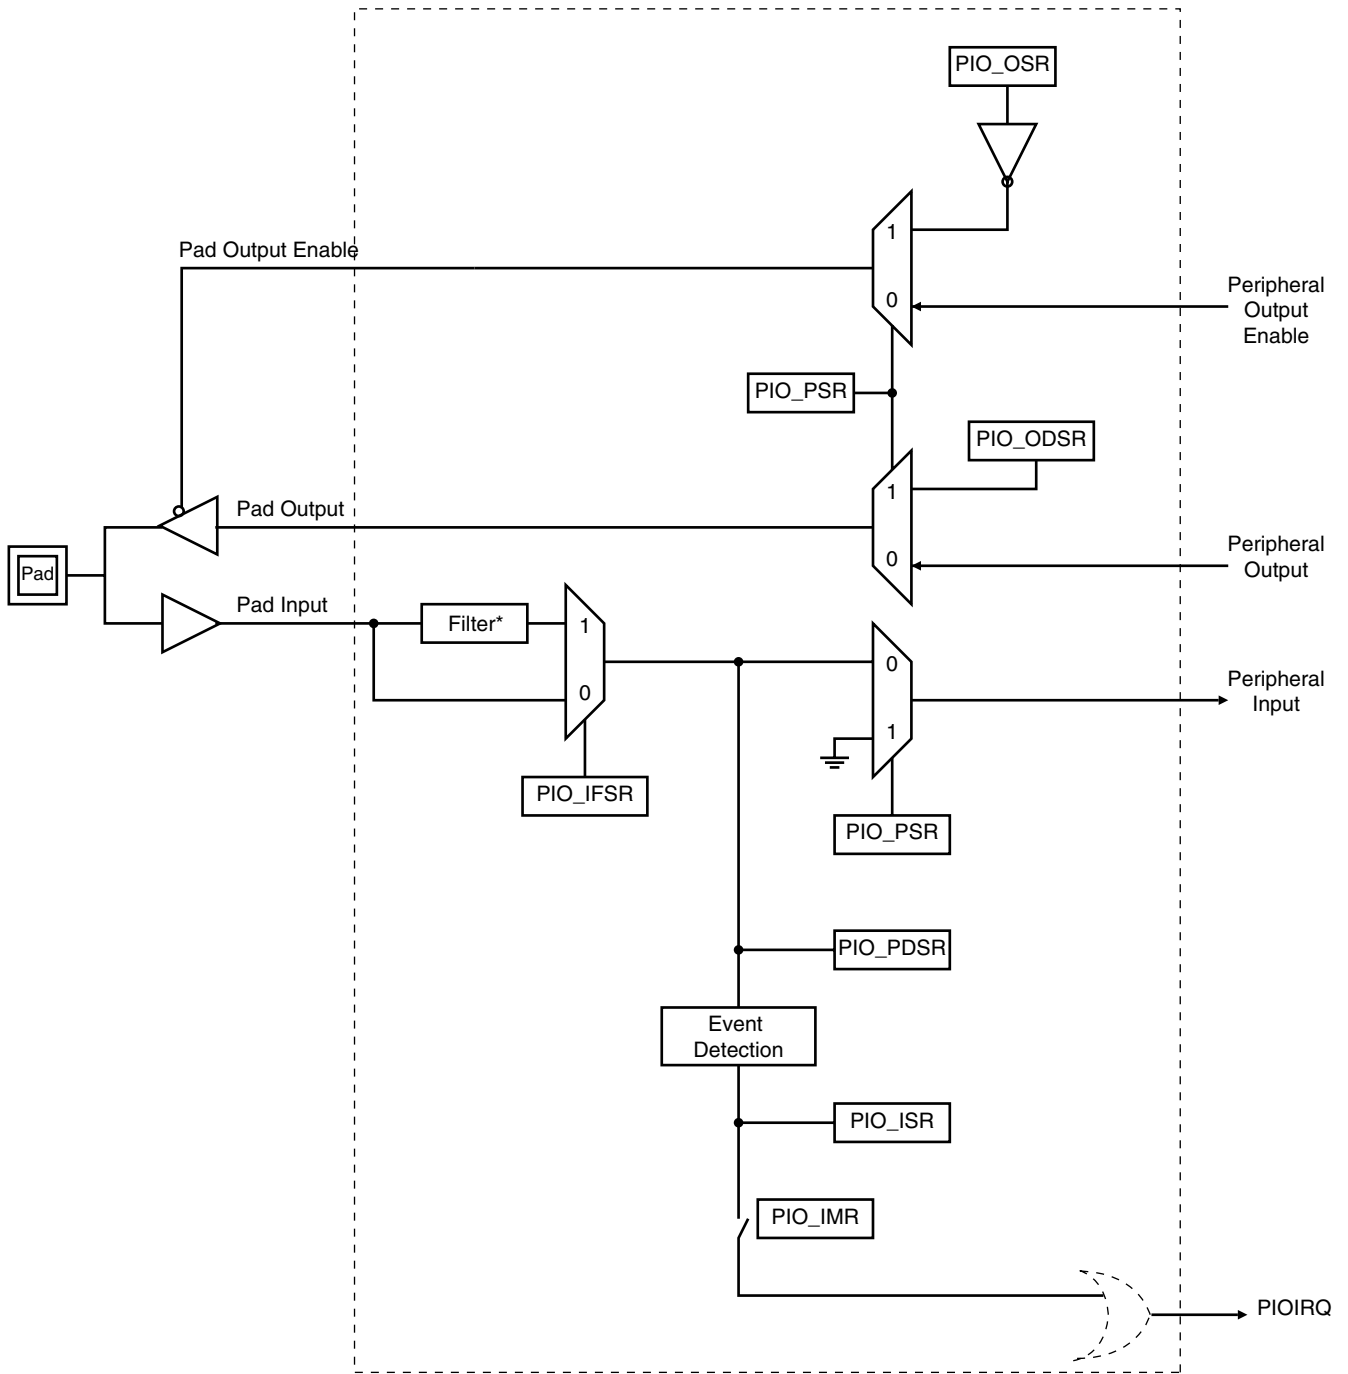 PIO_OSR
1
Pad Output Enable
0
Peripheral
Output
Enable
PIO_PSR
PIO_ODSR
1
Pad Output
0
Peripheral
Output
Pad
Pad Input
Filter*
1
0
0
1
Peripheral
Input
PIO_IFSR
PIO_PSR
PIO_PDSR
Event
Detection
PIO_ISR
PIO_IMR
PIOIRQ